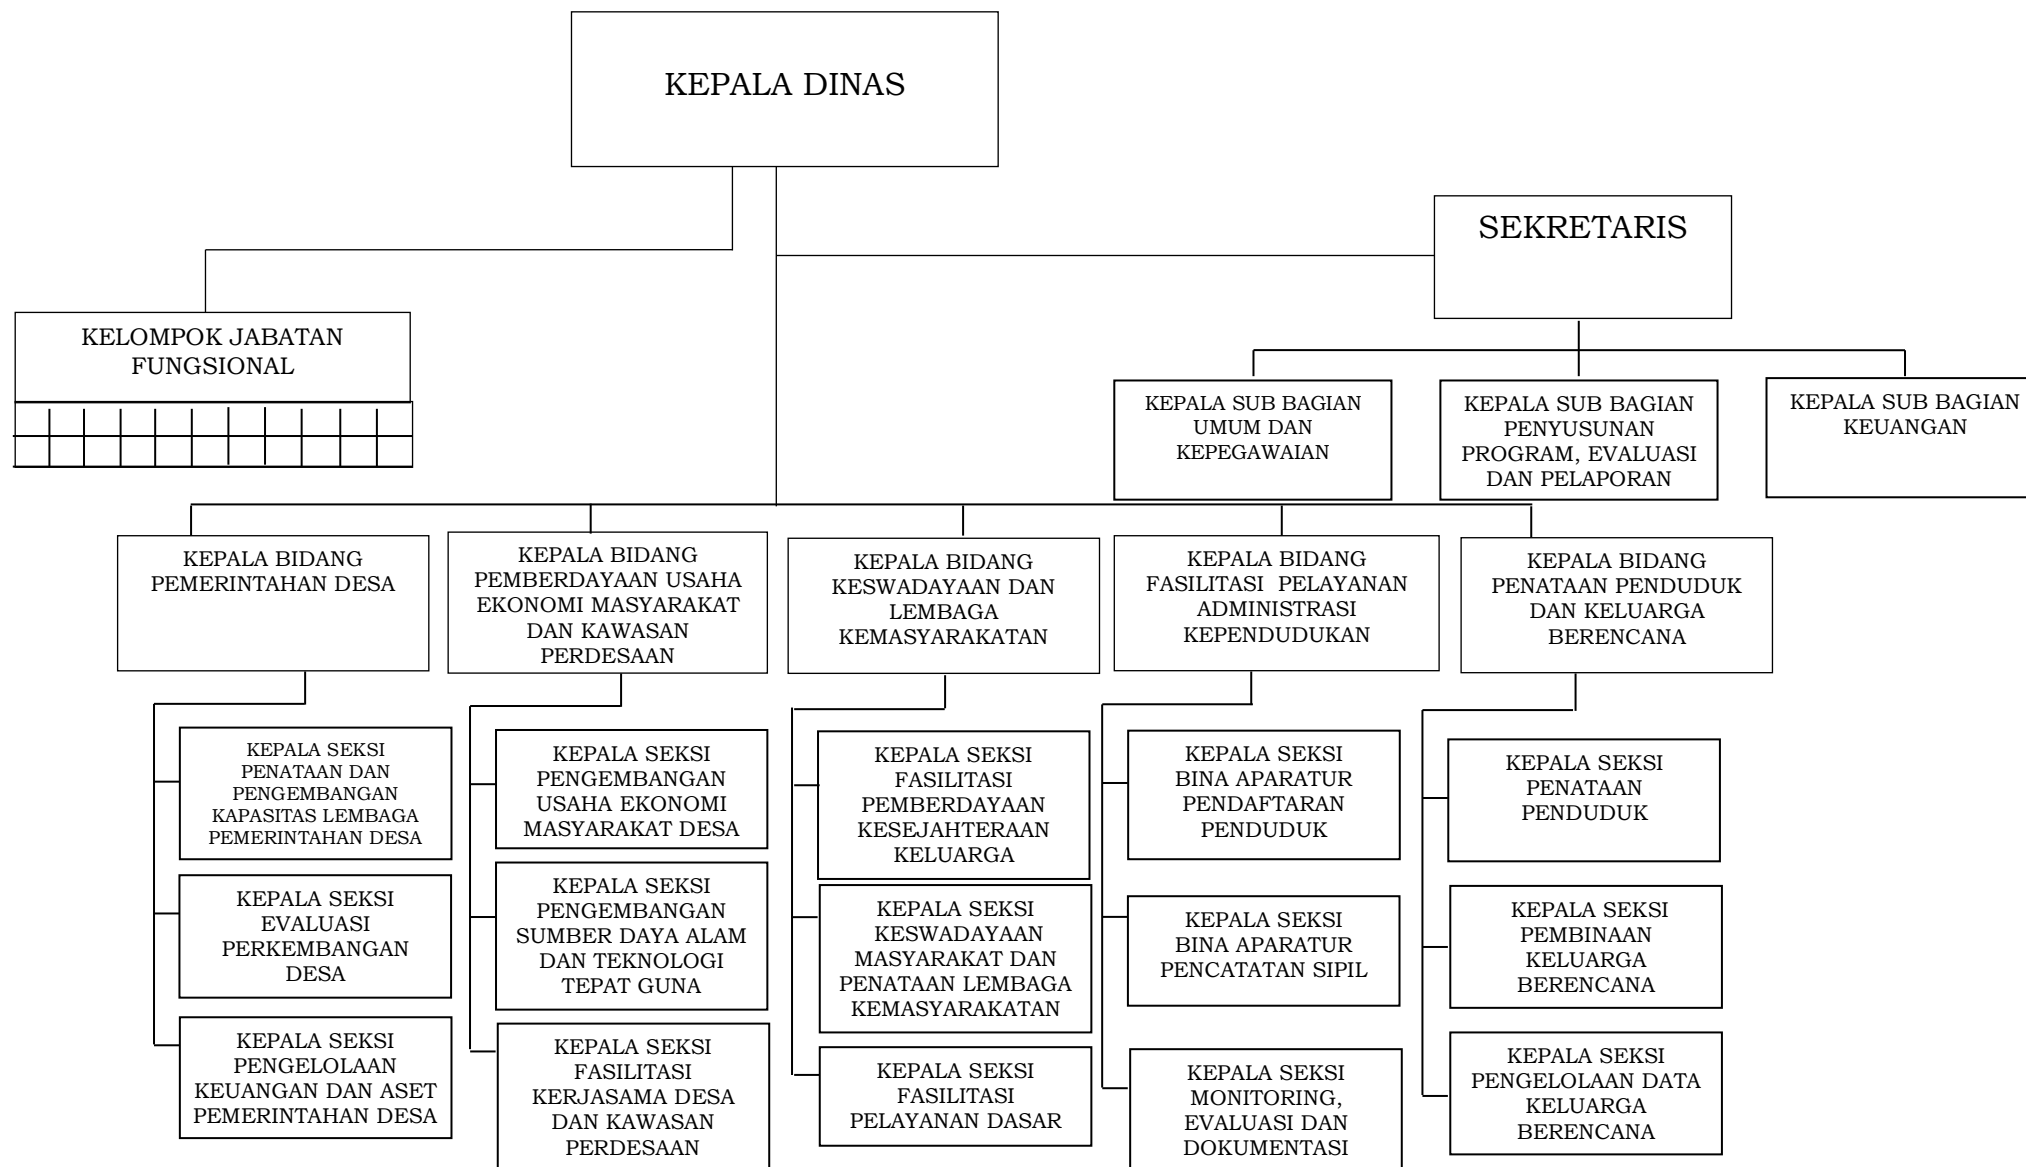 KEPALA DINAS
SEKRETARIS
KELOMPOK JABATAN
FUNGSIONAL
KEPALA SUB BAGIAN
UMUM DAN
KEPEGAWAIAN
KEPALA SUB BAGIAN
PENYUSUNAN
PROGRAM, EVALUASI
DAN PELAPORAN
KEPALA SUB BAGIAN
KEUANGAN
KEPALA BIDANG
PEMERINTAHAN DESA
KEPALA BIDANG
PEMBERDAYAAN USAHA
EKONOMI MASYARAKAT
DAN KAWASAN
PERDESAAN
KEPALA BIDANG
KESWADAYAAN DAN
LEMBAGA
KEMASYARAKATAN
KEPALA BIDANG
FASILITASI PELAYANAN
ADMINISTRASI
KEPENDUDUKAN
KEPALA BIDANG
PENATAAN PENDUDUK
DAN KELUARGA
BERENCANA
KEPALA SEKSI
PENATAAN DAN
PENGEMBANGAN
KAPASITAS LEMBAGA
PEMERINTAHAN DESA
KEPALA SEKSI
EVALUASI
PERKEMBANGAN
DESA
KEPALA SEKSI
PENGELOLAAN
KEUANGAN DAN ASET
PEMERINTAHAN DESA
KEPALA SEKSI
PENGEMBANGAN
USAHA EKONOMI
MASYARAKAT DESA
KEPALA SEKSI
PENGEMBANGAN
SUMBER DAYA ALAM
DAN TEKNOLOGI
TEPAT GUNA
KEPALA SEKSI
FASILITASI
KERJASAMA DESA
DAN KAWASAN
PERDESAAN
KEPALA SEKSI
FASILITASI
PEMBERDAYAAN
KESEJAHTERAAN
KELUARGA
KEPALA SEKSI
KESWADAYAAN
MASYARAKAT DAN
PENATAAN LEMBAGA
KEMASYARAKATAN
KEPALA SEKSI
FASILITASI
PELAYANAN DASAR
KEPALA SEKSI
BINA APARATUR
PENDAFTARAN
PENDUDUK
KEPALA SEKSI
BINA APARATUR
PENCATATAN SIPIL
KEPALA SEKSI
MONITORING,
EVALUASI DAN
DOKUMENTASI
KEPALA SEKSI
PENATAAN
PENDUDUK
KEPALA SEKSI
PEMBINAAN
KELUARGA
BERENCANA
KEPALA SEKSI
PENGELOLAAN DATA
KELUARGA
BERENCANA